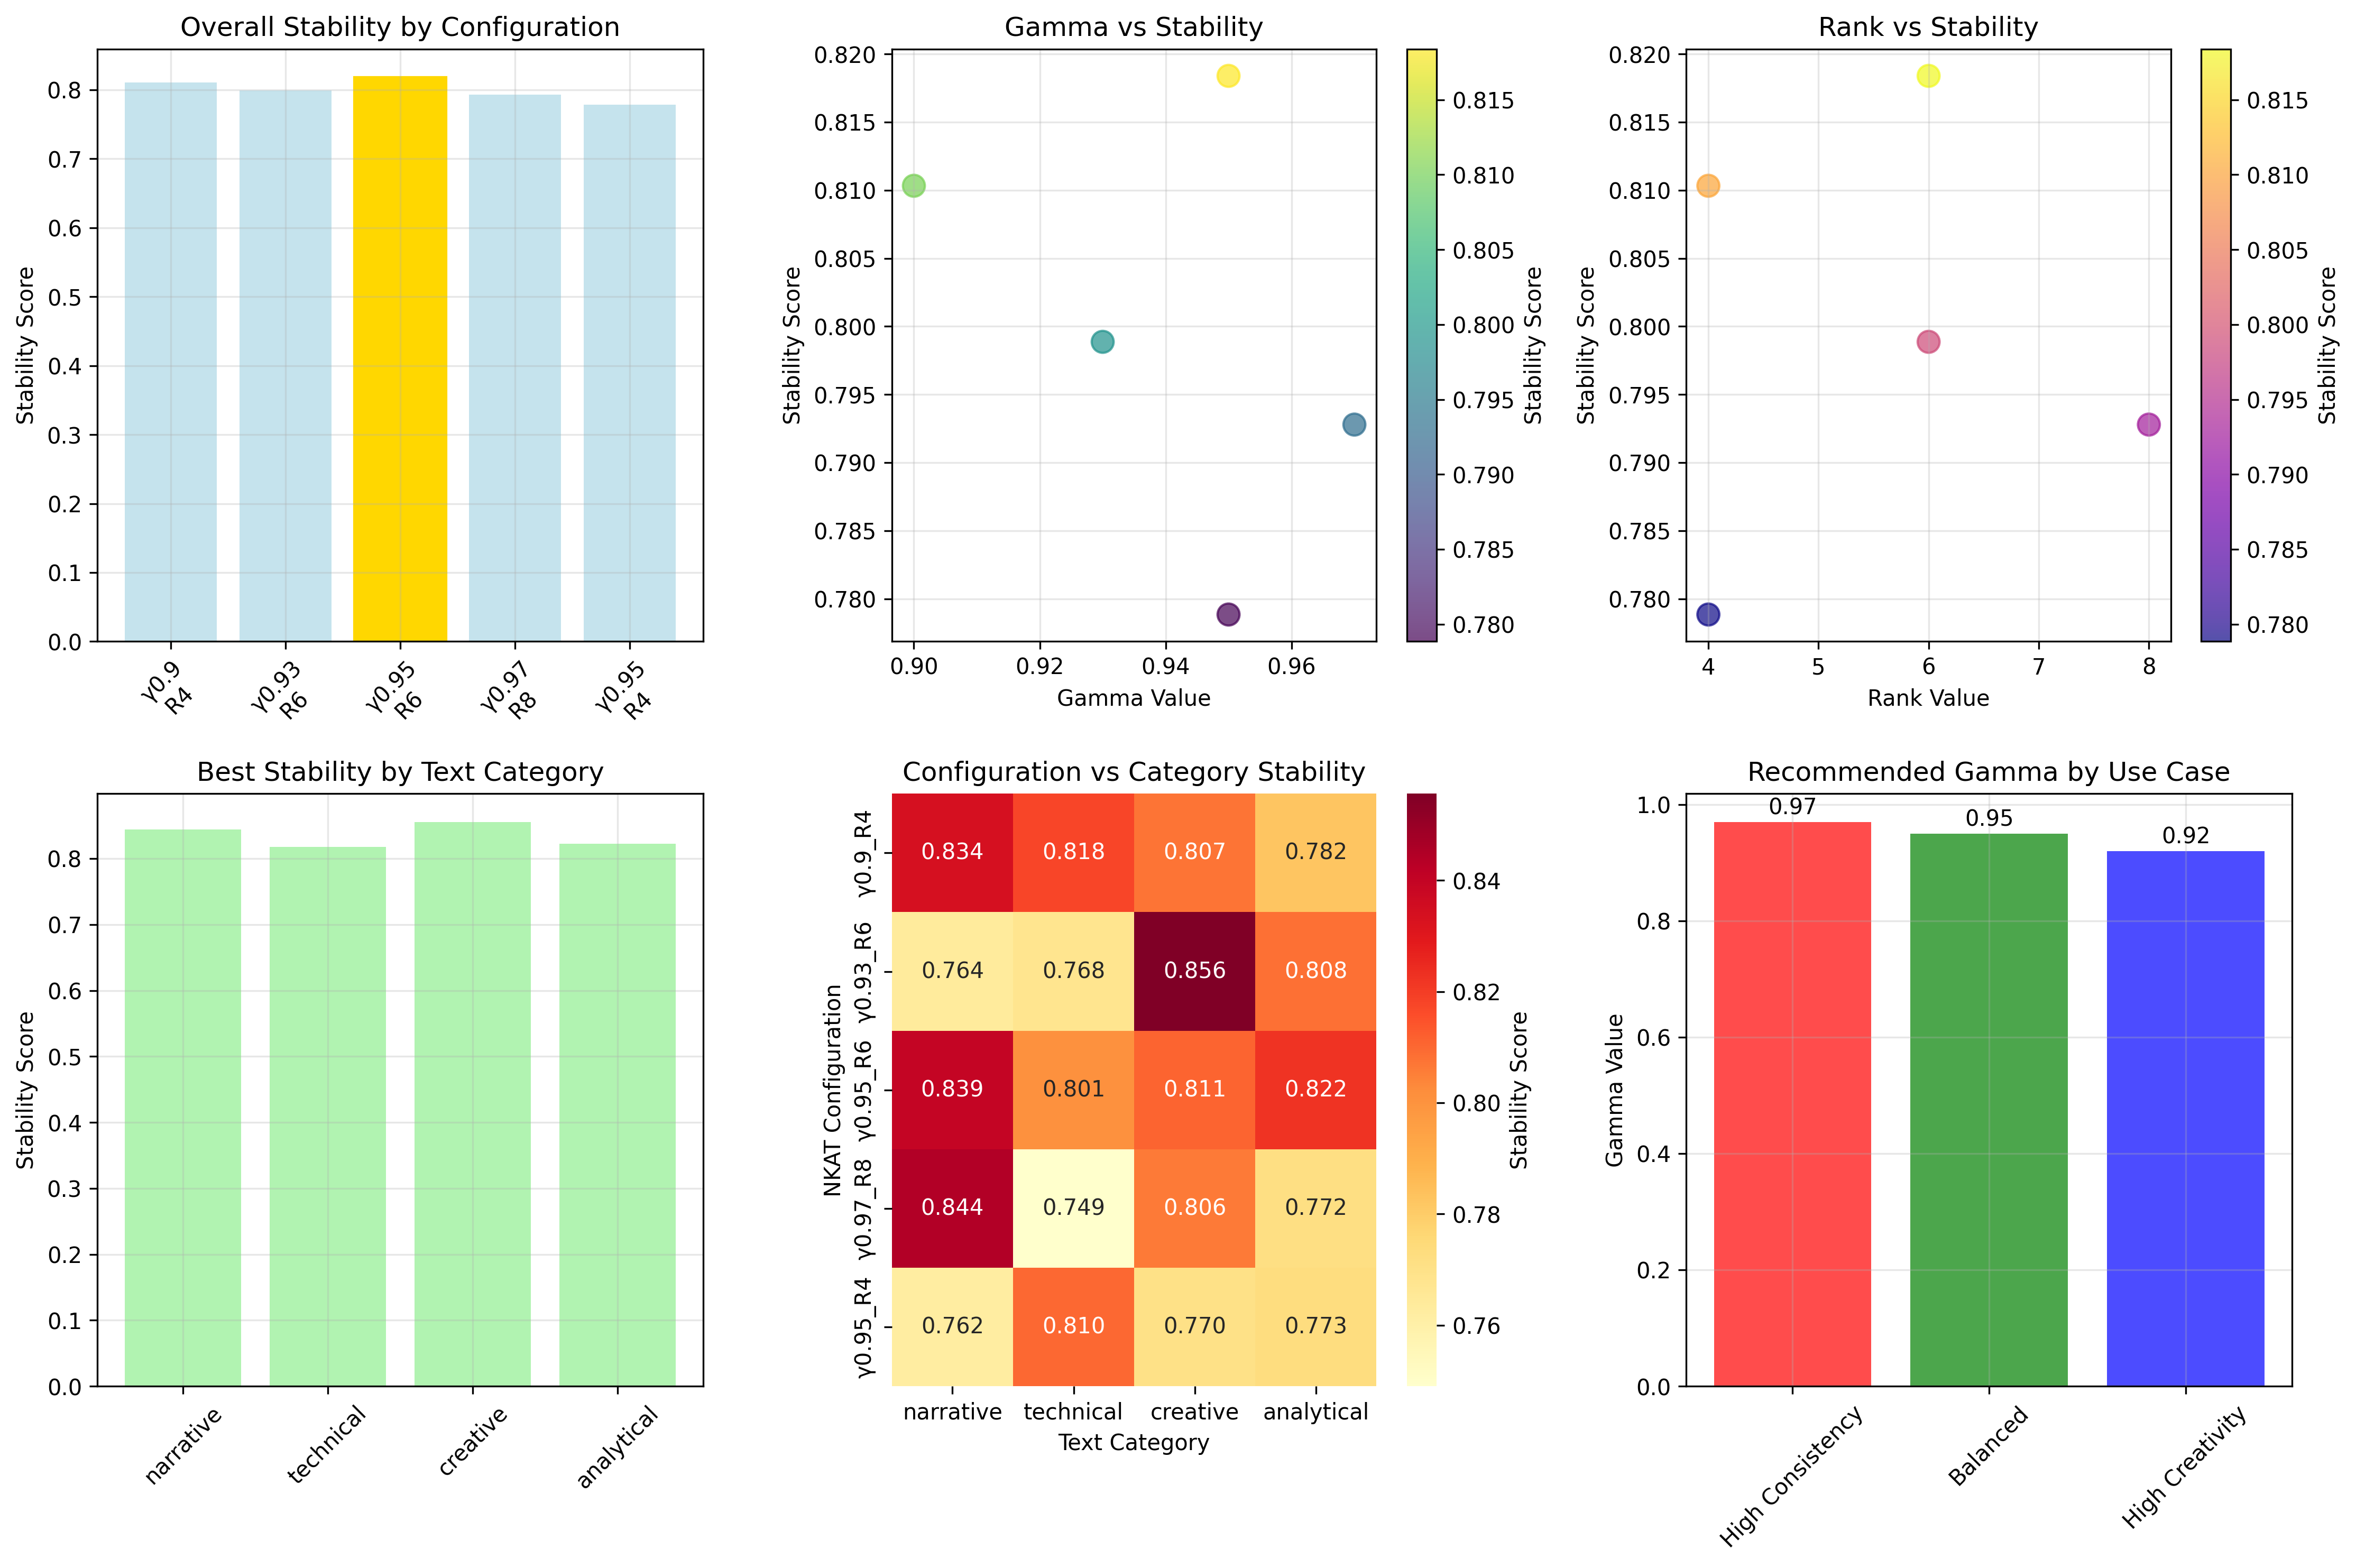 Overall Stability by Configuration
Stability Score
0.8
0.7
0.6
0.5
0.4
0.3
0.2
0.1
0.0
γ0.9
R4
γ0.93
R6
γ0.95
R6
γ0.97
R8
γ0.95
R4
Gamma vs Stability
Stability Score
0.820
0.815
0.810
0.805
0.800
0.795
0.790
0.785
0.780
0.90
0.92
0.94
0.96
Gamma Value
0.815
0.810
0.805
0.800
0.795
0.790
0.785
0.780
Stability Score
Rank vs Stability
Stability Score
0.820
0.815
0.810
0.805
0.800
0.795
0.790
0.785
0.780
4
5
6
7
8
Rank Value
0.815
0.810
0.805
0.800
0.795
0.790
0.785
0.780
Stability Score
Best Stability by Text Category
Stability Score
0.8
0.7
0.6
0.5
0.4
0.3
0.2
0.1
0.0
narrative
technical
creative
analytical
Configuration vs Category Stability
NKAT Configuration
γ0.9_R4
0.834 0.818 0.807 0.782
γ0.93_R6
0.764 0.768 0.856 0.808
γ0.95_R6
0.839 0.801 0.811 0.822
γ0.97_R8
0.844 0.749 0.806 0.772
γ0.95_R4
0.762 0.810 0.770 0.773
narrative technical creative analytical
Text Category
0.84
0.82
0.80
0.78
0.76
Stability Score
Recommended Gamma by Use Case
Gamma Value
1.0
0.8
0.6
0.4
0.2
0.0
0.97
0.95
0.92
High Consistency
Balanced
High Creativity